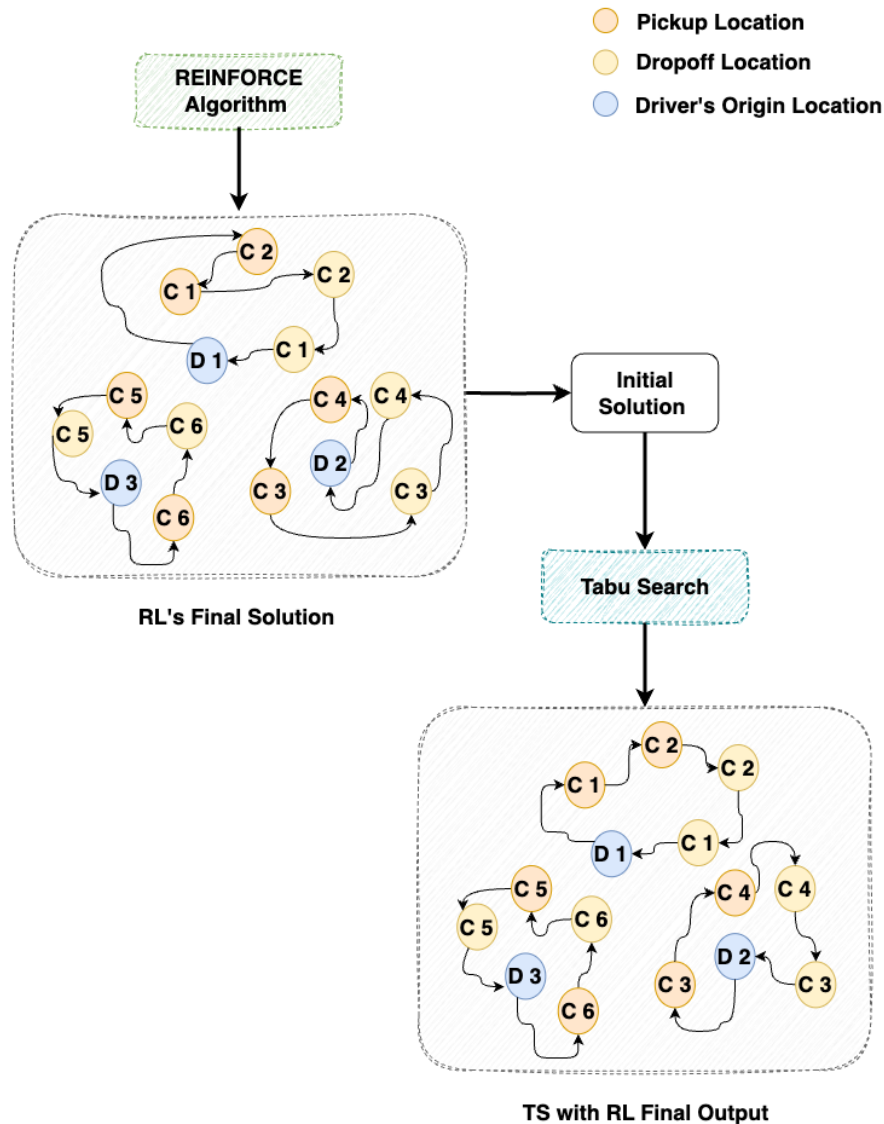 Pickup Location
Dropoff Location
Driver's Origin Location
REINFORCE
Algorithm
C 2
C 1
C 2
D 1
C 1
C 5
C 5
C 6
D 3
C 6
C 4
C 4
D 2
C 3
C 3
RL's Final Solution
Initial
Solution
Tabu Search
C 2
C 1
C 2
D 1
C 1
C 5
C 5
C 6
D 3
C 6
C 4
C 4
D 2
C 3
C 3
TS with RL Final Output